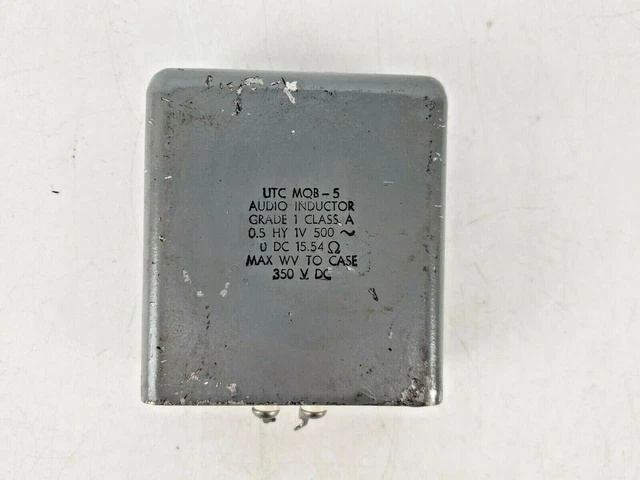 UTC MQB-5
AUDIO INDUCTOR
GRADE 1 CLASS A
0.5 HY 1V 500 ~
0 DC 15.54 Ω
MAX WV TO CASE
350 V DC